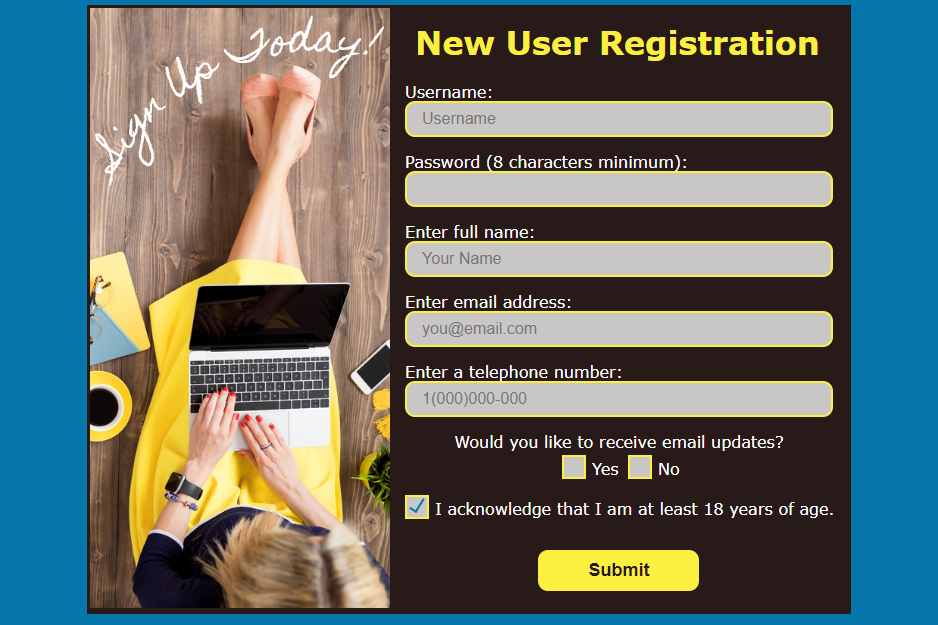 Sign Up Today!
New User Registration
Username:
Username
Password (8 characters minimum):
Enter full name:
Your Name
Enter email address:
you@email.com
Enter a telephone number:
1(000)000-000
Would you like to receive email updates?
Yes No
I acknowledge that I am at least 18 years of age.
Submit